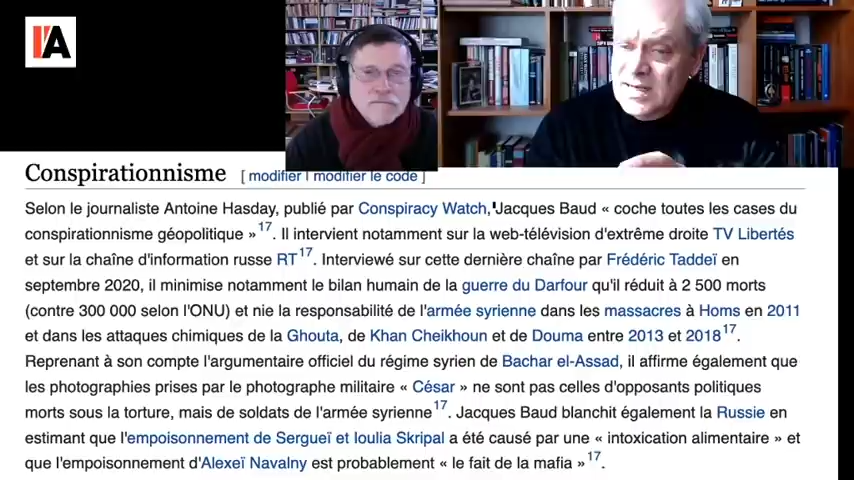 I'A
Conspirationnisme [ modifier | modifier le code ]
Selon le journaliste Antoine Hasday, publié par Conspiracy Watch, Jacques Baud « coche toutes les cases du
conspirationnisme géopolitique »17. Il intervient notamment sur la web-télévision d'extrême droite TV Libertés
et sur la chaîne d'information russe RT17. Interviewé sur cette dernière chaîne par Frédéric Taddeï en
septembre 2020, il minimise notamment le bilan humain de la guerre du Darfour qu'il réduit à 2 500 morts
(contre 300 000 selon l'ONU) et nie la responsabilité de l'armée syrienne dans les massacres à Homs en 2011
et dans les attaques chimiques de la Ghouta, de Khan Cheikhoun et de Douma entre 2013 et 201817.
Reprenant à son compte l'argumentaire officiel du régime syrien de Bachar el-Assad, il affirme également que
les photographies prises par le photographe militaire « César » ne sont pas celles d'opposants politiques
morts sous la torture, mais de soldats de l'armée syrienne17. Jacques Baud blanchit également la Russie en
estimant que l'empoisonnement de Sergueï et Ioulia Skripal a été causé par une « intoxication alimentaire » et
que l'empoisonnement d'Alexeï Navalny est probablement « le fait de la mafia »17.